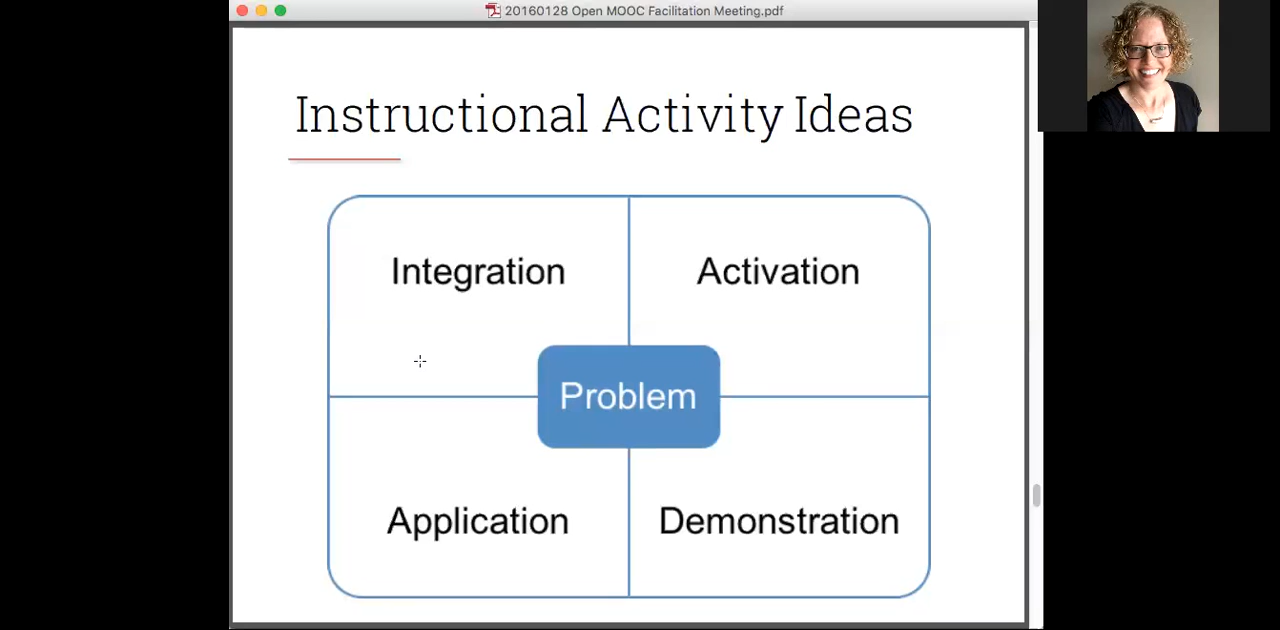 20160128 Open MOOC Facilitation Meeting.pdf
Instructional Activity Ideas
Integration
Activation
Problem
Application
Demonstration